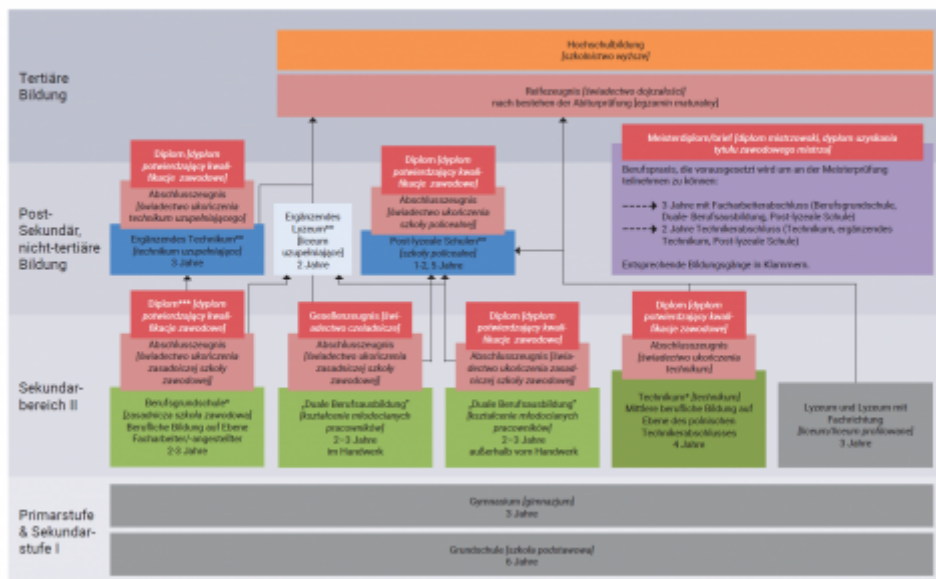 Hochschulbildung
[szkolnictwo wyższe]
Tertiäre
Bildung
Reifezeugnis [świadectwo dojrzałości]
nach bestehen der Abiturprüfung [egzamin maturalny]
Meisterdiplom/brief [diplom mistrzowski, dyplom uzyskania
tytułu zawodowego mistrza]
Berufspraxis, die vorausgesetzt wird um an der Meisterprüfung
teilnehmen zu können:
3 Jahre mit Facharbeiterabschluss (Berufsgrundschule,
Duale- Berufsausbildung, Post-lyzeale Schule)
2 Jahre Technikerabschluss (Technikum, ergänzendes
Technikum, Post-lyzeale Schule)
Entsprechende Bildungsgänge in Klammern.
Post-
Sekundär,
nicht-tertiäre
Bildung
Diplom [dyplom
potwierdzający kwali-
fikacje zawodowe]
Abschlusszeugnis
[świadectwo ukończenia
technikum uzupełniającego]
Ergänzendes Technikum**
[technikum uzupełniające]
3 Jahre
Ergänzendes
Lyzeum**
[liceum
uzupełniające]
2 Jahre
Diplom [dyplom
potwierdzający kwali-
fikacje zawodowe]
Abschlusszeugnis
[świadectwo ukończenia
szkoły policealnej]
Post-lyzeale Schulen**
[szkoły policealne]
1-2, 5 Jahre
Sekundar-
bereich II
Diplom*** [dyplom
potwierdzający kwali-
fikacje zawodowe]
Abschlusszeugnis
[świadectwo ukończenia
zasadniczej szkoły
zawodowej]
Berufsgrundschule*
[zasadnicza szkoła zawodowa]
Berufliche Bildung auf Ebene
Facharbeiter/-angestellter
2-3 Jahre
Gesellenzeugnis [świ-
adectwo czeladnicze]
Abschlusszeugnis
[świadectwo ukończenia
zasadniczej szkoły
zawodowej]
„Duale Berufsausbildung"
[kształcenie młodocianych
pracowników]
2–3 Jahre
im Handwerk
Diplom [dyplom
potwierdzający kwali-
fikacje zawodowe]
Abschlusszeugnis [świa-
dectwo ukończenia zasad-
niczej szkoły zawodowej]
„Duale Berufsausbildung"
[kształcenie młodocianych
pracowników]
2–3 Jahre
außerhalb vom Handwerk
Diplom [dyplom
potwierdzający kwali-
fikacje zawodowe]
Abschlusszeugnis
[świadectwo ukończenia
technikum]
Technikum* [technikum]
Mittlere berufliche Bildung auf
Ebene des polnischen
Technikerabschlusses
4 Jahre
Lyzeum und Lyzeum mit
Fachrichtung
[liceum/liceum profilowane]
3 Jahre
Primarstufe
& Sekundar-
stufe I
Gymnasium [gimnazjum]
3 Jahre
Grundschule [szkoła podstawowa]
6 Jahre